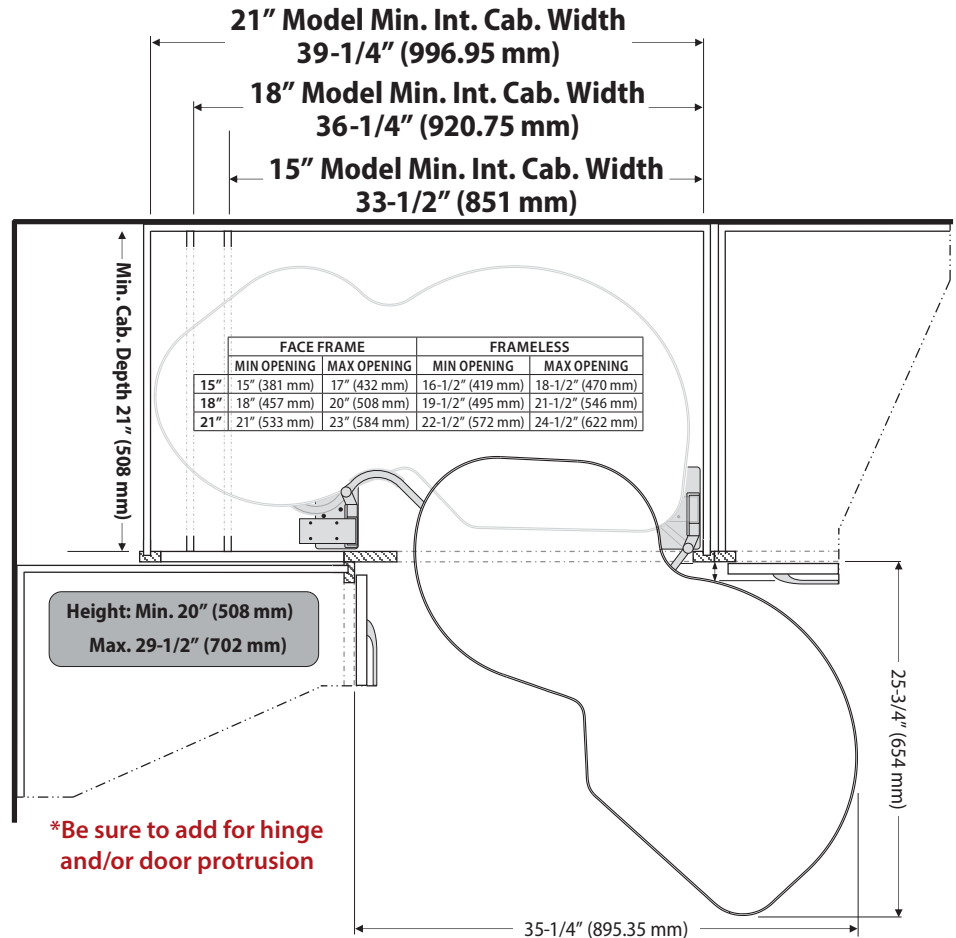 21” Model Min. Int. Cab. Width
39-1/4” (996.95 mm)
18” Model Min. Int. Cab. Width
36-1/4” (920.75 mm)
15” Model Min. Int. Cab. Width
33-1/2” (851 mm)
Min. Cab. Depth 21” (508 mm)
FACE FRAME FRAMELESS
MIN OPENING MAX OPENING MIN OPENING MAX OPENING
15” 15” (381 mm) 17” (432 mm) 16-1/2” (419 mm) 18-1/2” (470 mm)
18” 18” (457 mm) 20” (508 mm) 19-1/2” (495 mm) 21-1/2” (546 mm)
21” 21” (533 mm) 23” (584 mm) 22-1/2” (572 mm) 24-1/2” (622 mm)
Height: Min. 20” (508 mm)
Max. 29-1/2” (702 mm)
25-3/4” (654 mm)
*Be sure to add for hinge
and/or door protrusion
35-1/4” (895.35 mm)